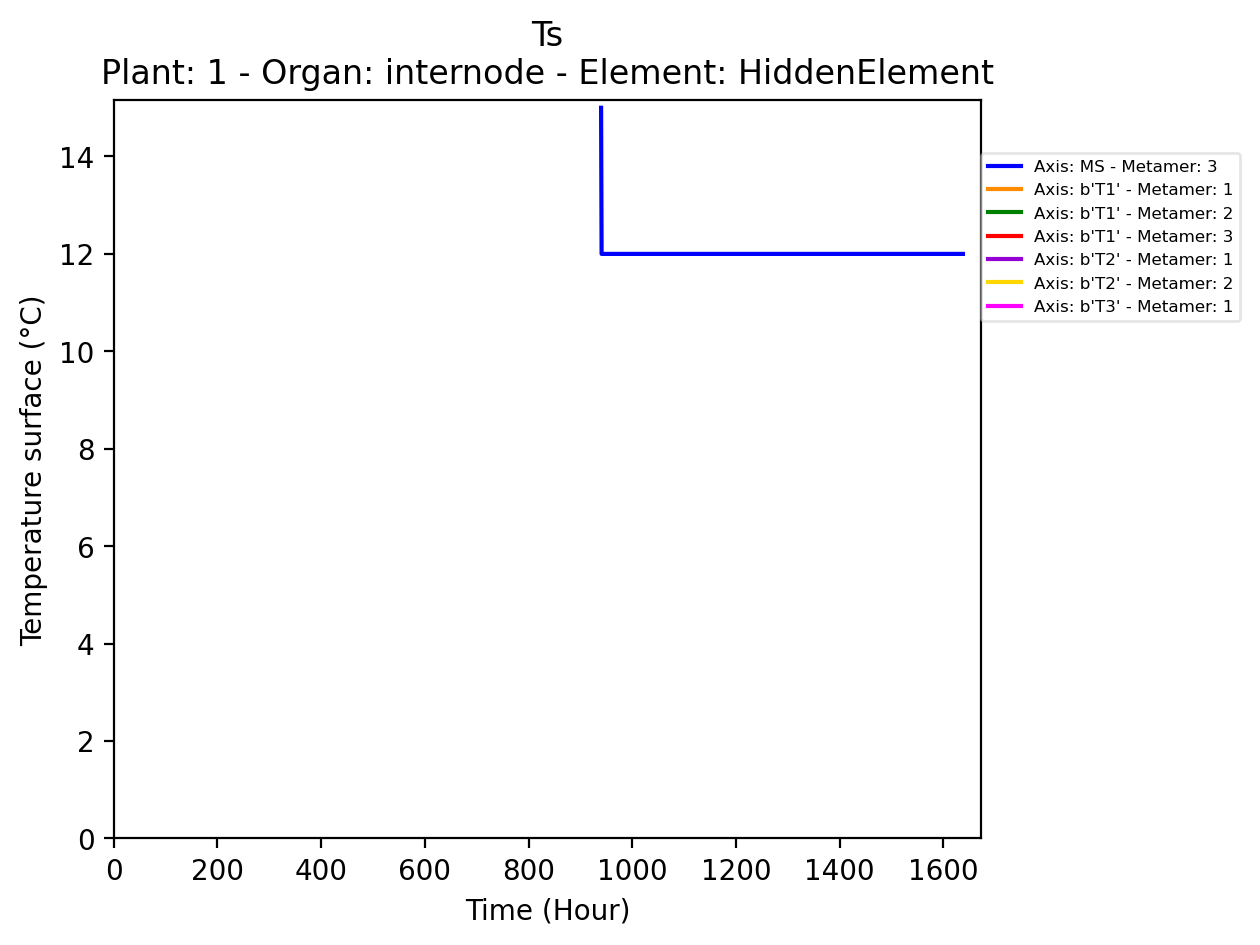 Ts
Plant: 1 - Organ: internode - Element: HiddenElement
14
12
10
8
6
4
2
0
Temperature surface (°C)
0 200 400 600 800 1000 1200 1400 1600
Time (Hour)
Axis: MS - Metamer: 3
Axis: b'T1' - Metamer: 1
Axis: b'T1' - Metamer: 2
Axis: b'T1' - Metamer: 3
Axis: b'T2' - Metamer: 1
Axis: b'T2' - Metamer: 2
Axis: b'T3' - Metamer: 1